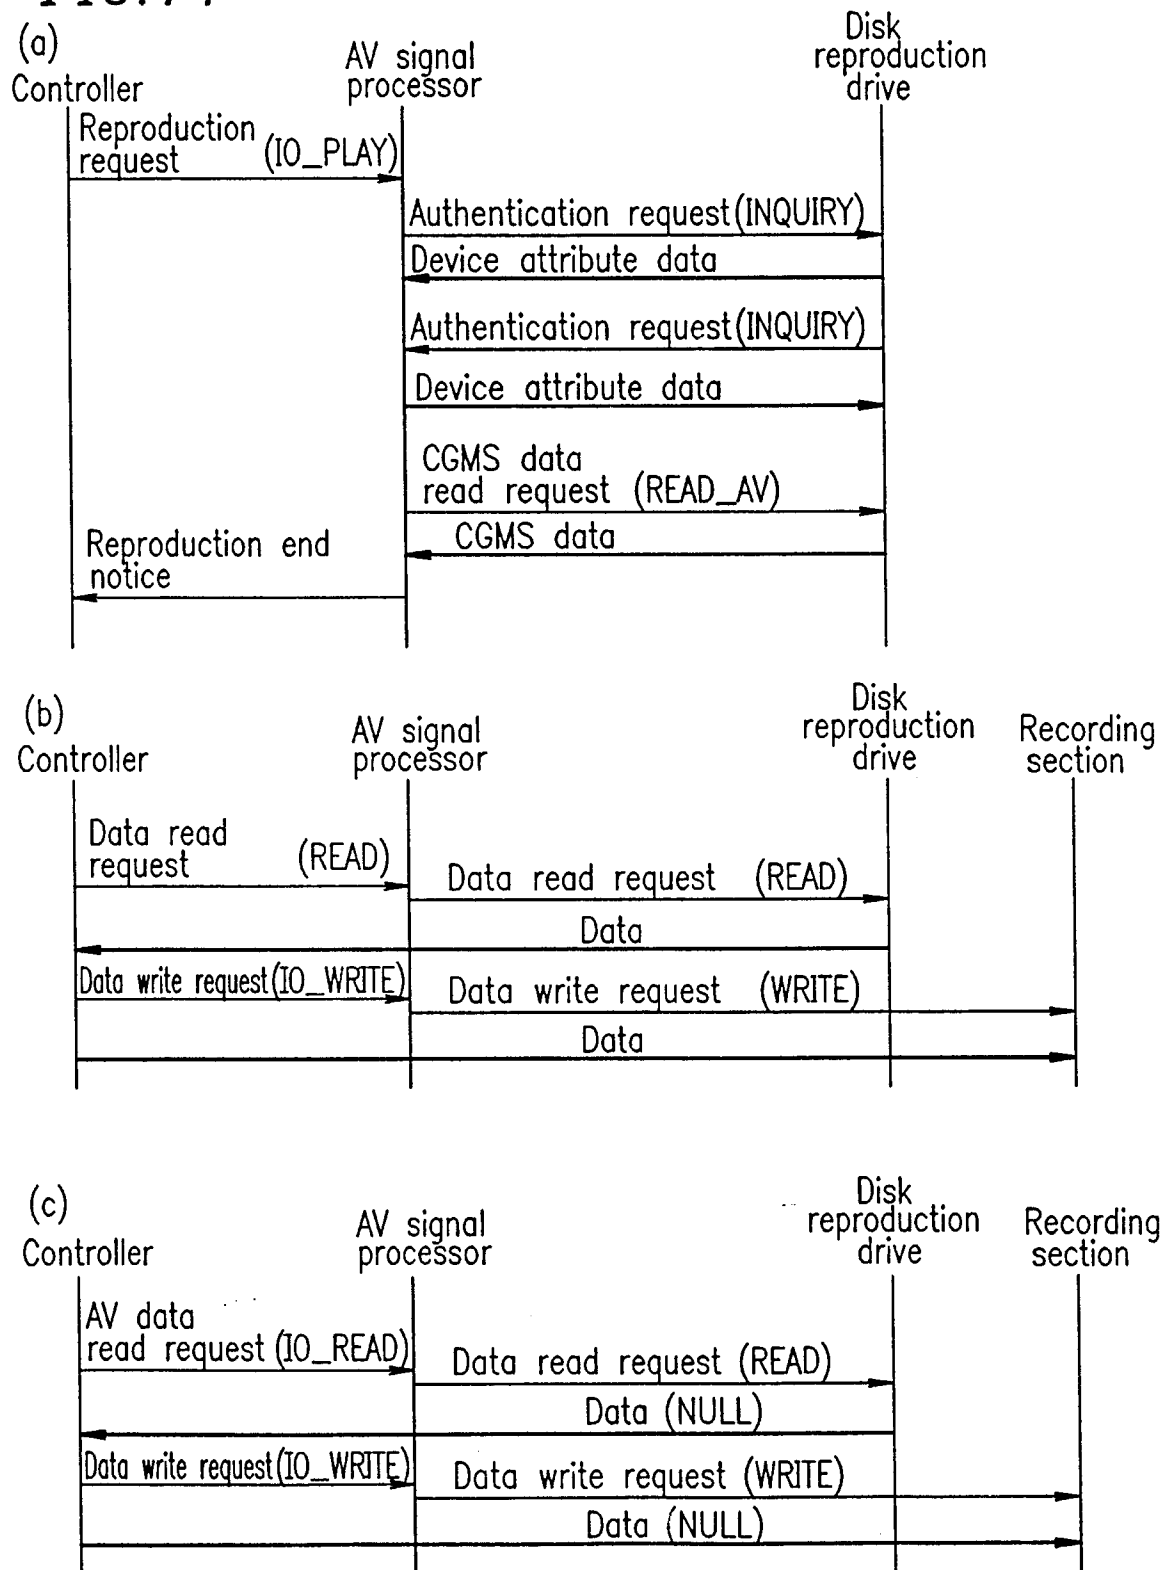 (a)
Controller
AV signal
processor
Disk
reproduction
drive
Reproduction
request (IO_PLAY)
Authentication request(INQUIRY)
Device attribute data
Authentication request(INQUIRY)
Device attribute data
CGMS data
read request (READ_AV)
CGMS data
Reproduction end
notice
(b)
Controller
AV signal
processor
Disk
reproduction
drive
Recording
section
Data read
request (READ)
Data read request (READ)
Data
Data write request(IO_WRITE)
Data write request (WRITE)
Data
(c)
Controller
AV signal
processor
Disk
reproduction
drive
Recording
section
AV data
read request (IO_READ)
Data read request (READ)
Data (NULL)
Data write request(IO_WRITE)
Data write request (WRITE)
Data (NULL)